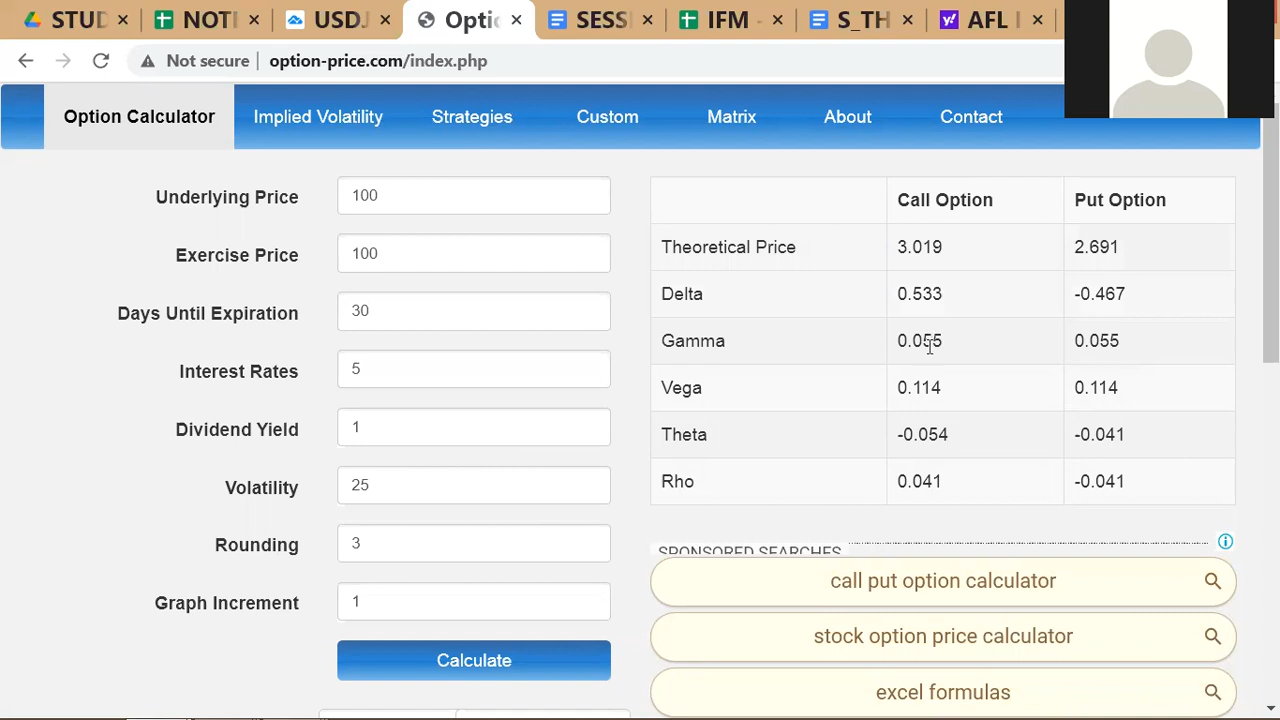 STUD
NOTI
USDJ
Optio
SESSI
IFM -
S_TH
AFL I
Not secure option-price.com/index.php
Option Calculator Implied Volatility Strategies Custom Matrix About Contact
Underlying Price 100
Exercise Price 100
Days Until Expiration 30
Interest Rates 5
Dividend Yield 1
Volatility 25
Rounding 3
Graph Increment 1
Calculate
Call Option Put Option
Theoretical Price 3.019 2.691
Delta 0.533 -0.467
Gamma 0.055 0.055
Vega 0.114 0.114
Theta -0.054 -0.041
Rho 0.041 -0.041
SPONSORED SEARCHES
call put option calculator
stock option price calculator
excel formulas